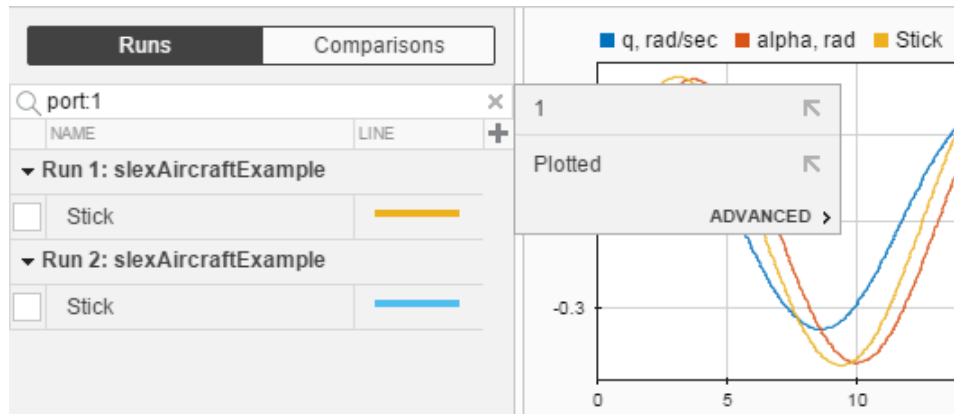 Runs
Comparisons
q, rad/sec
alpha, rad
Stick
port:1
NAME
LINE
Run 1: slexAircraftExample
Stick
Run 2: slexAircraftExample
Stick
1
Plotted
ADVANCED
-0.3
0
5
10